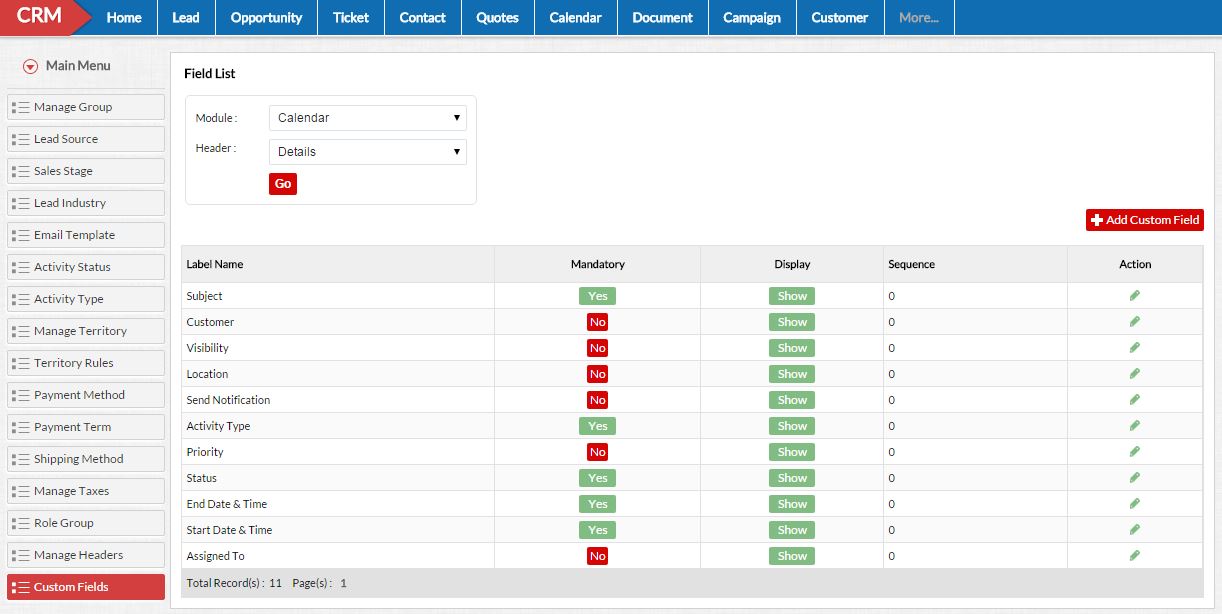 CRM Home Lead Opportunity Ticket Contact Quotes Calendar Document Campaign Customer More...
Main Menu
Manage Group
Lead Source
Sales Stage
Lead Industry
Email Template
Activity Status
Activity Type
Manage Territory
Territory Rules
Payment Method
Payment Term
Shipping Method
Manage Taxes
Role Group
Manage Headers
Custom Fields
Field List
Module : Calendar
Header : Details
Go
Add Custom Field
Label Name Mandatory Display Sequence Action
Subject Yes Show 0
Customer No Show 0
Visibility No Show 0
Location No Show 0
Send Notification No Show 0
Activity Type Yes Show 0
Priority No Show 0
Status Yes Show 0
End Date & Time Yes Show 0
Start Date & Time Yes Show 0
Assigned To No Show 0
Total Record(s) : 11 Page(s) : 1